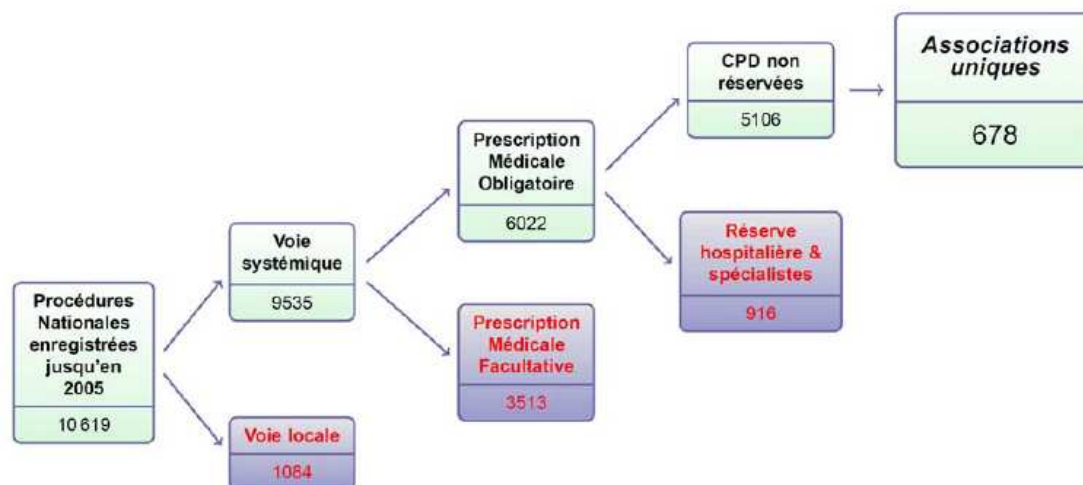 Procédures
Nationales
enregistrées
jusqu'en
2005
10 619
Voie
systémique
9535
Voie locale
1084
Prescription
Médicale
Obligatoire
6022
Prescription
Médicale
Facultative
3513
CPD non
réservées
5106
Réserve
hospitalière &
spécialistes
916
Associations
uniques
678